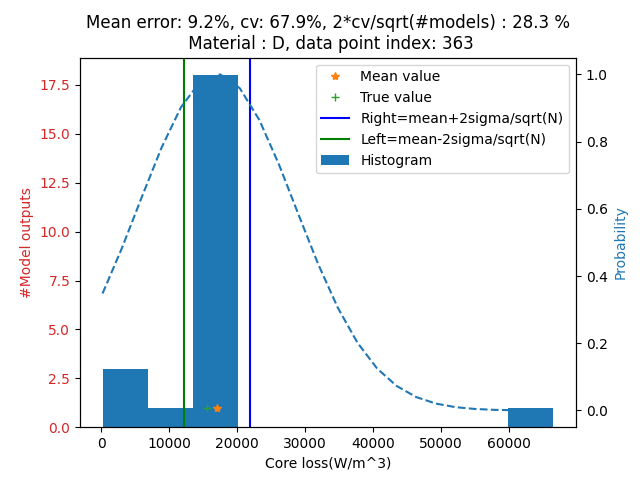 Mean error: 9.2%, cv: 67.9%, 2*cv/sqrt(#models) : 28.3 %
Material : D, data point index: 363
Mean value
True value
Right=mean+2sigma/sqrt(N)
Left=mean-2sigma/sqrt(N)
Histogram
#Model outputs
17.5
15.0
12.5
10.0
7.5
5.0
2.5
0.0
1.0
0.8
0.6
0.4
0.2
0.0
Probability
0 10000 20000 30000 40000 50000 60000
Core loss(W/m^3)